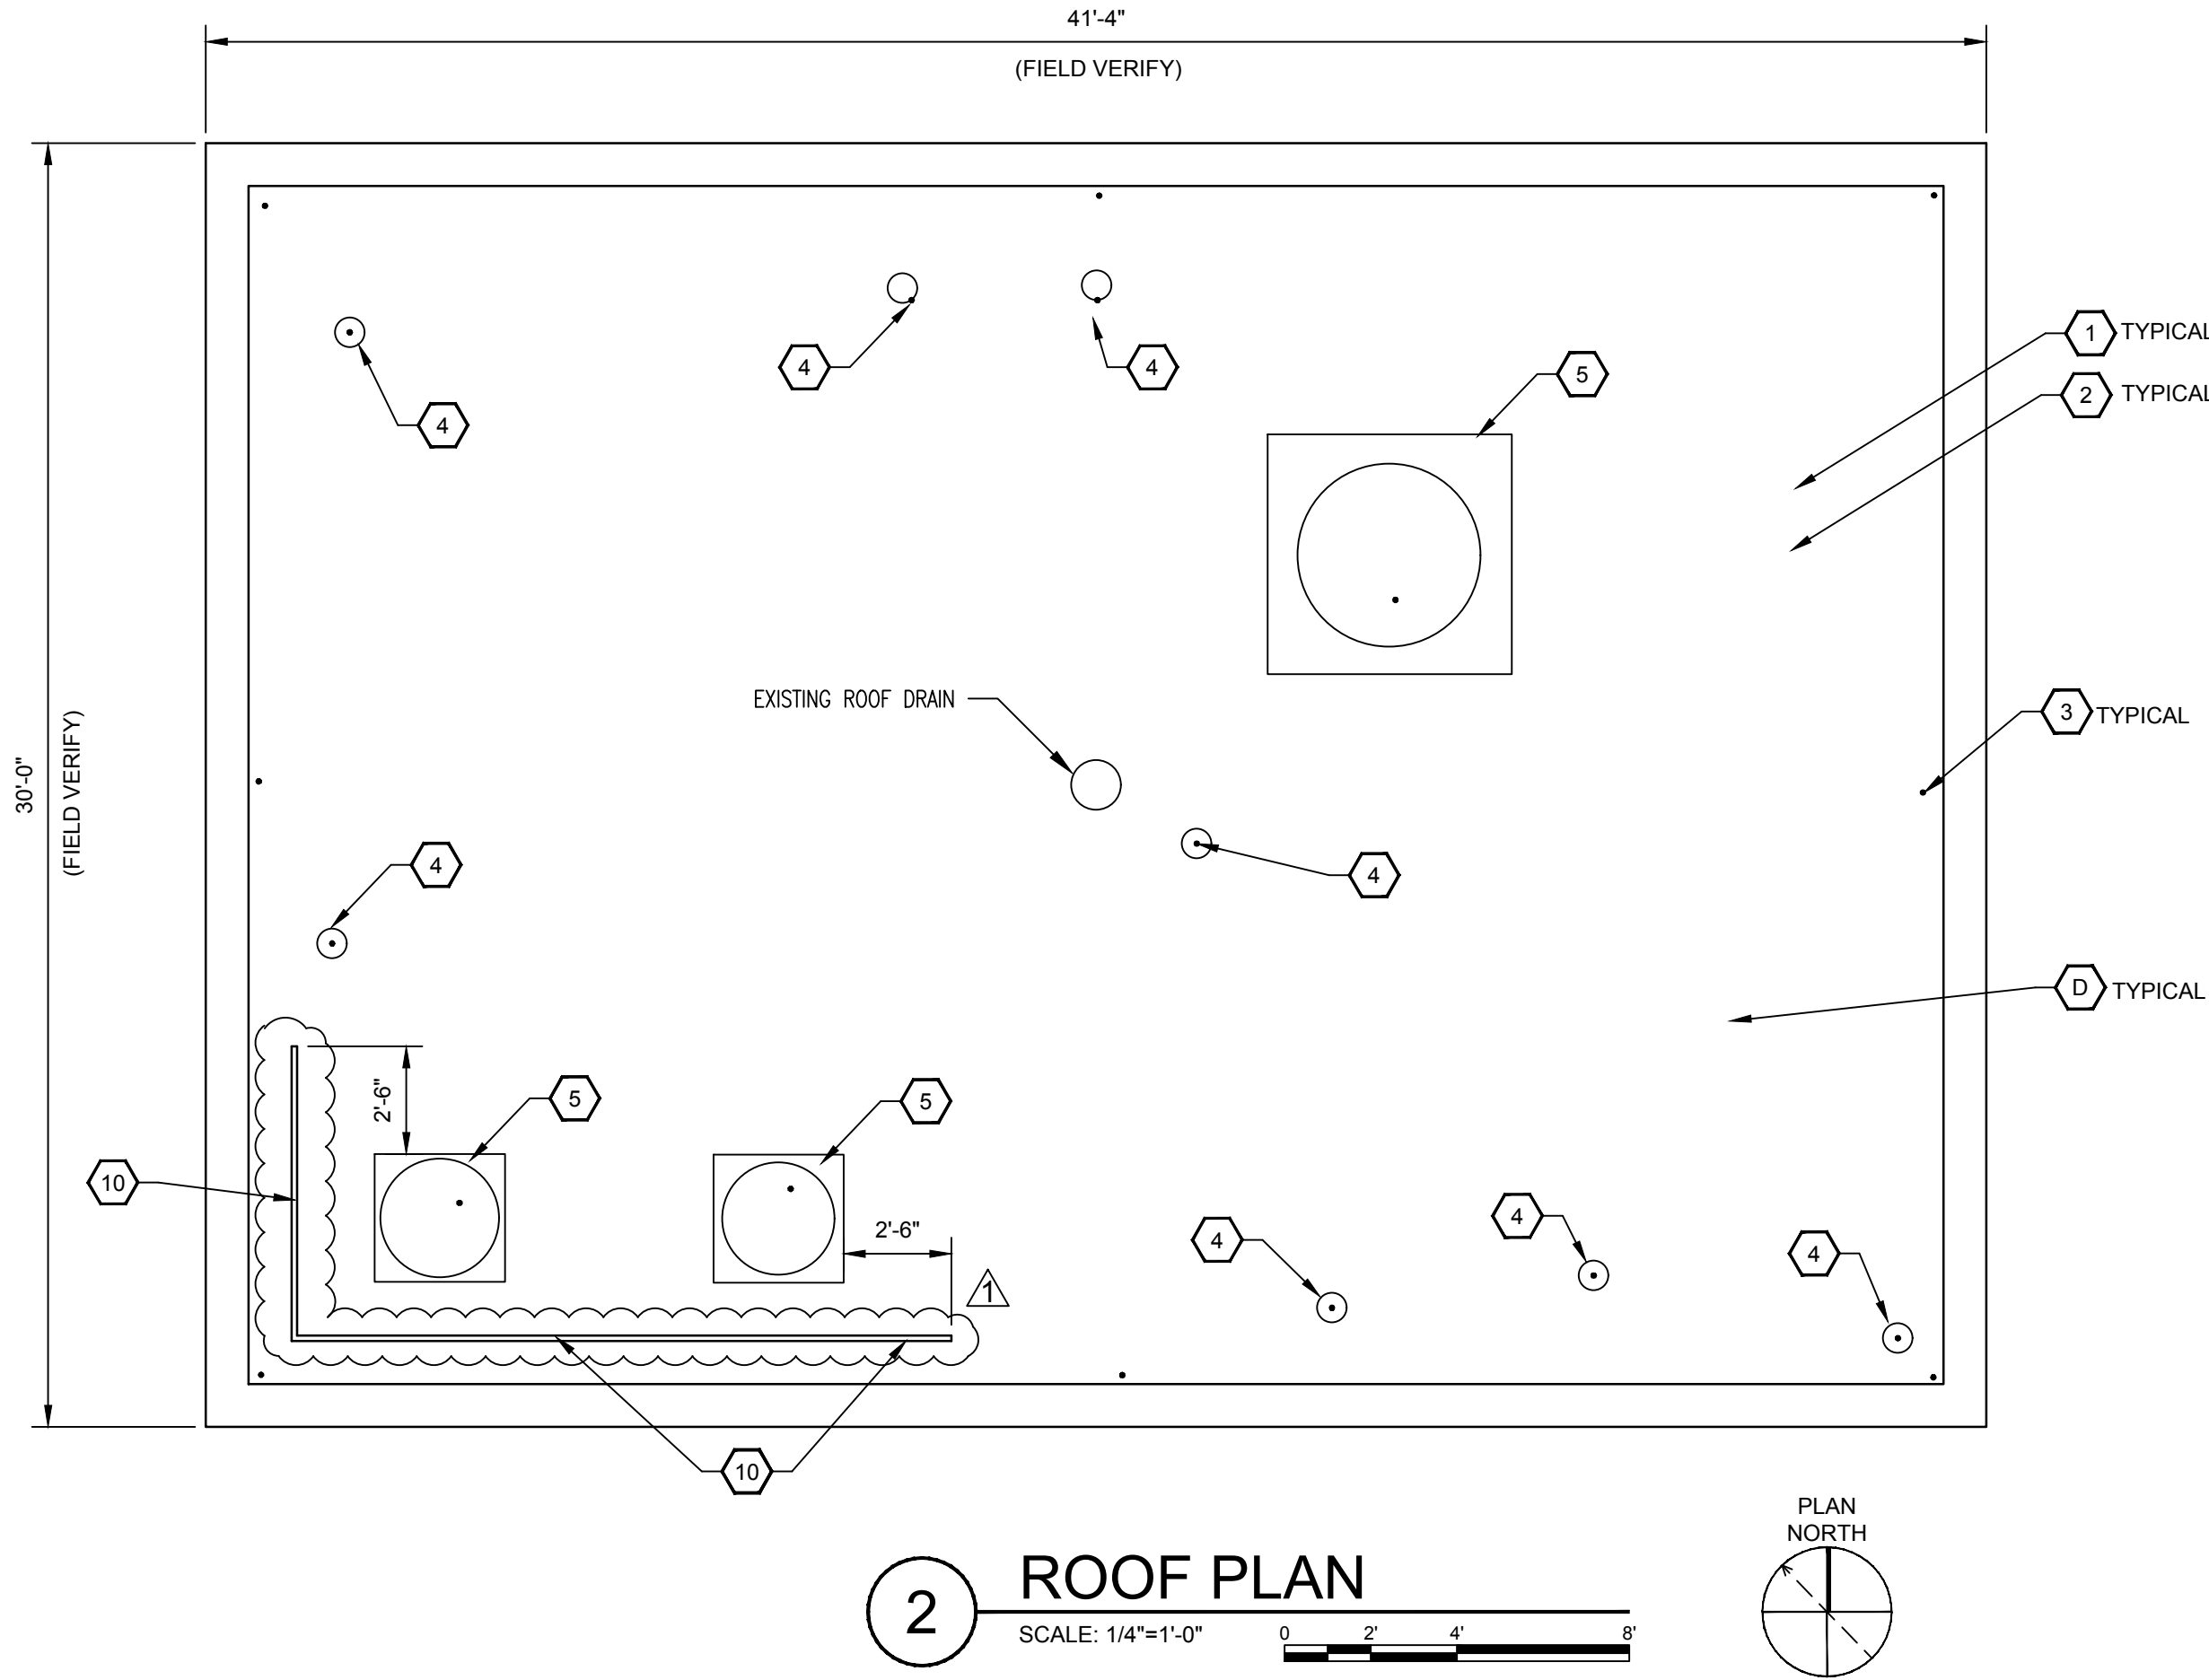 41'-4"
(FIELD VERIFY)
1 TYPICAL
4
4
5
2 TYPICAL
4
EXISTING ROOF DRAIN
3 TYPICAL
30'-0"
(FIELD VERIFY)
4
4
D TYPICAL
2'-6"
5
5
10
4
4
2'-6"
4
1
10
PLAN
NORTH
2
ROOF PLAN
SCALE: 1/4"=1'-0"
0 2' 4' 8'